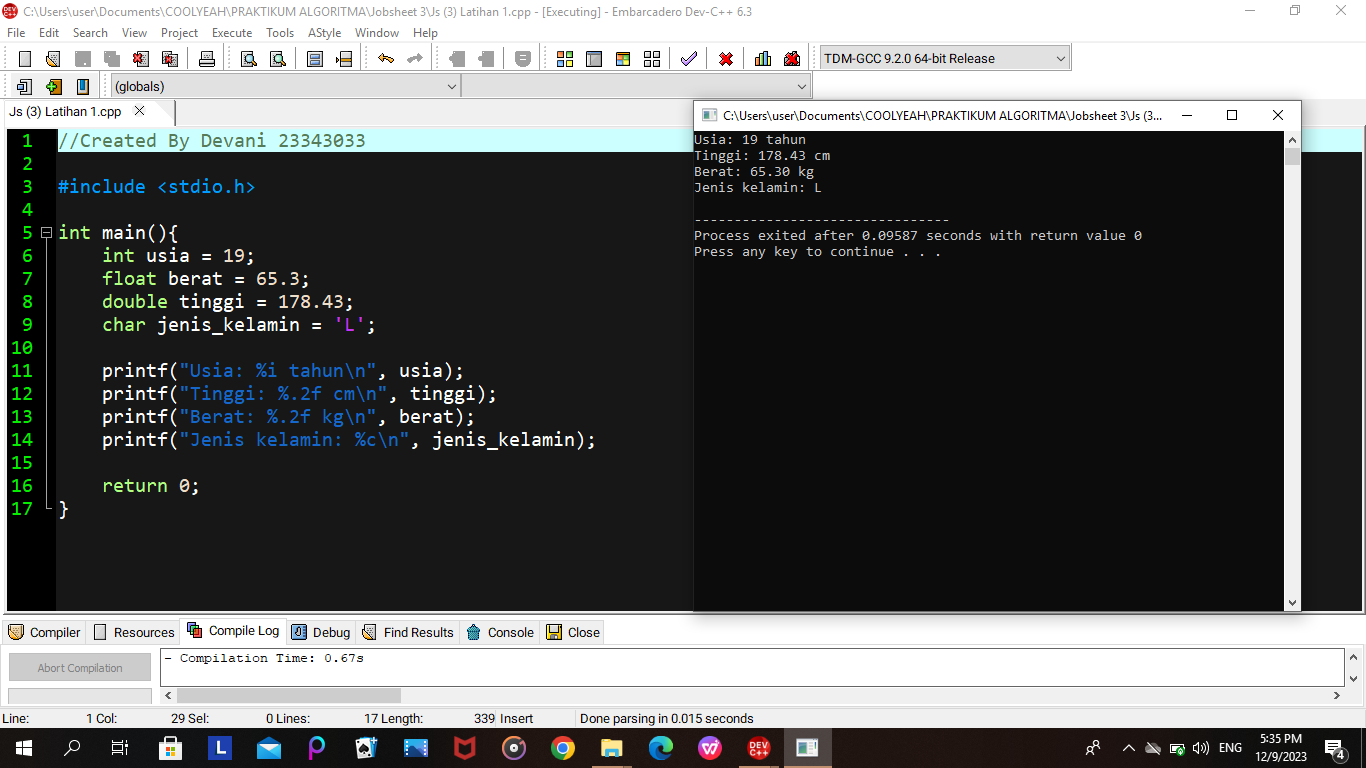 C:\Users\user\Documents\COOLYEAH\PRAKTIKUM ALGORITMA\Jobsheet 3\Js (3) Latihan 1.cpp - [Executing] - Embarcadero Dev-C++ 6.3
File Edit Search View Project Execute Tools AStyle Window Help
TDM-GCC 9.2.0 64-bit Release
(globals)
Js (3) Latihan 1.cpp
1 //Created By Devani 23343033
2
3 #include <stdio.h>
4
5 int main(){
6 int usia = 19;
7 float berat = 65.3;
8 double tinggi = 178.43;
9 char jenis_kelamin = 'L';
10
11 printf("Usia: %i tahun\n", usia);
12 printf("Tinggi: %.2f cm\n", tinggi);
13 printf("Berat: %.2f kg\n", berat);
14 printf("Jenis kelamin: %c\n", jenis_kelamin);
15
16 return 0;
17 }
C:\Users\user\Documents\COOLYEAH\PRAKTIKUM ALGORITMA\Jobsheet 3\Js (3...
Usia: 19 tahun
Tinggi: 178.43 cm
Berat: 65.30 kg
Jenis kelamin: L
--------------------------------
Process exited after 0.09587 seconds with return value 0
Press any key to continue . . .
Compiler Resources Compile Log Debug Find Results Console Close
Abort Compilation
- Compilation Time: 0.67s
Line: 1 Col: 29 Sel: 0 Lines: 17 Length: 339 Insert Done parsing in 0.015 seconds
L
DEV C++
ENG
5:35 PM
12/9/2023
4